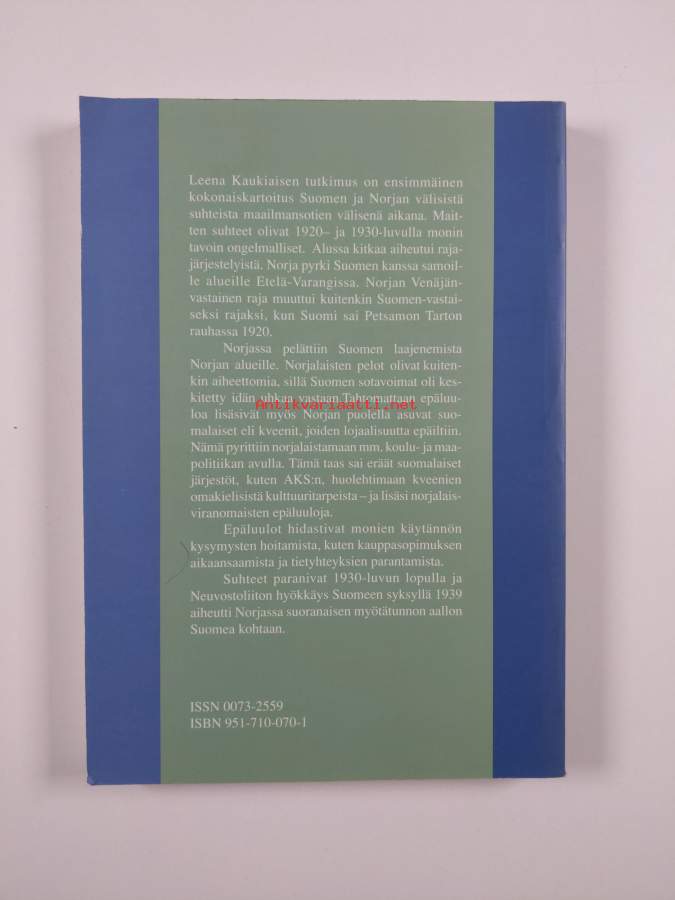 Leena Kaukiaisen tutkimus on ensimmäinen
kokonaiskartoitus Suomen ja Norjan välisistä
suhteista maailmansotien välisenä aikana. Mait-
ten suhteet olivat 1920– ja 1930-luvulla monin
tavoin ongelmalliset. Alussa kitkaa aiheutui raja-
järjestelyistä. Norja pyrki Suomen kanssa samoil-
le alueille Etelä-Varangissa. Norjan Venäjän-
vastainen raja muuttui kuitenkin Suomen-vastai-
seksi rajaksi, kun Suomi sai Petsamon Tarton
rauhassa 1920.
Norjassa pelättiin Suomen laajenemista
Norjan alueille. Norjalaisten pelot olivat kuiten-
kin aiheettomia, sillä Suomen sotavoimat oli kes-
kitetty idän uhkaa vastaan. Tahtomattaan epäluu-
Antikvariaatti.net
loa lisäsivät myös Norjan puolella asuvat suo-
malaiset eli kveenit, joiden lojaalisuutta epäiltiin.
Nämä pyrittiin norjalaistamaan mm. koulu- ja maa-
politiikan avulla. Tämä taas sai eräät suomalaiset
järjestöt, kuten AKS:n, huolehtimaan kveenien
omakielisistä kulttuuritarpeista – ja lisäsi norjalais-
viranomaisten epäluuloja.
Epäluulot hidastivat monien käytännön
kysymysten hoitamista, kuten kauppasopimuksen
aikaansaamista ja tietyhteyksien parantamista.
Suhteet paranivat 1930-luvun lopulla ja
Neuvostoliiton hyökkäys Suomeen syksyllä 1939
aiheutti Norjassa suoranaisen myötätunnon aallon
Suomea kohtaan.
ISSN 0073-2559
ISBN 951-710-070-1